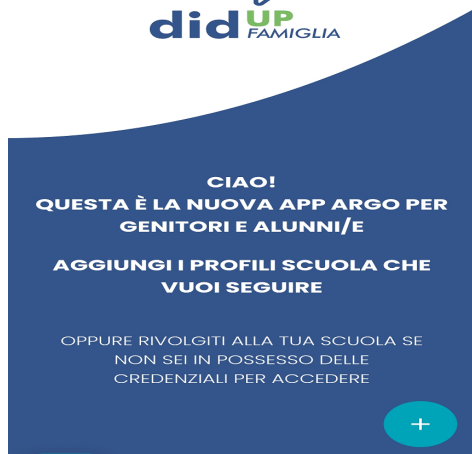 did UP
FAMIGLIA
CIAO!
QUESTA È LA NUOVA APP ARGO PER
GENITORI E ALUNNI/E
AGGIUNGI I PROFILI SCUOLA CHE
VUOI SEGUIRE
OPPURE RIVOLGITI ALLA TUA SCUOLA SE
NON SEI IN POSSESSO DELLE
CREDENZIALI PER ACCEDERE
+